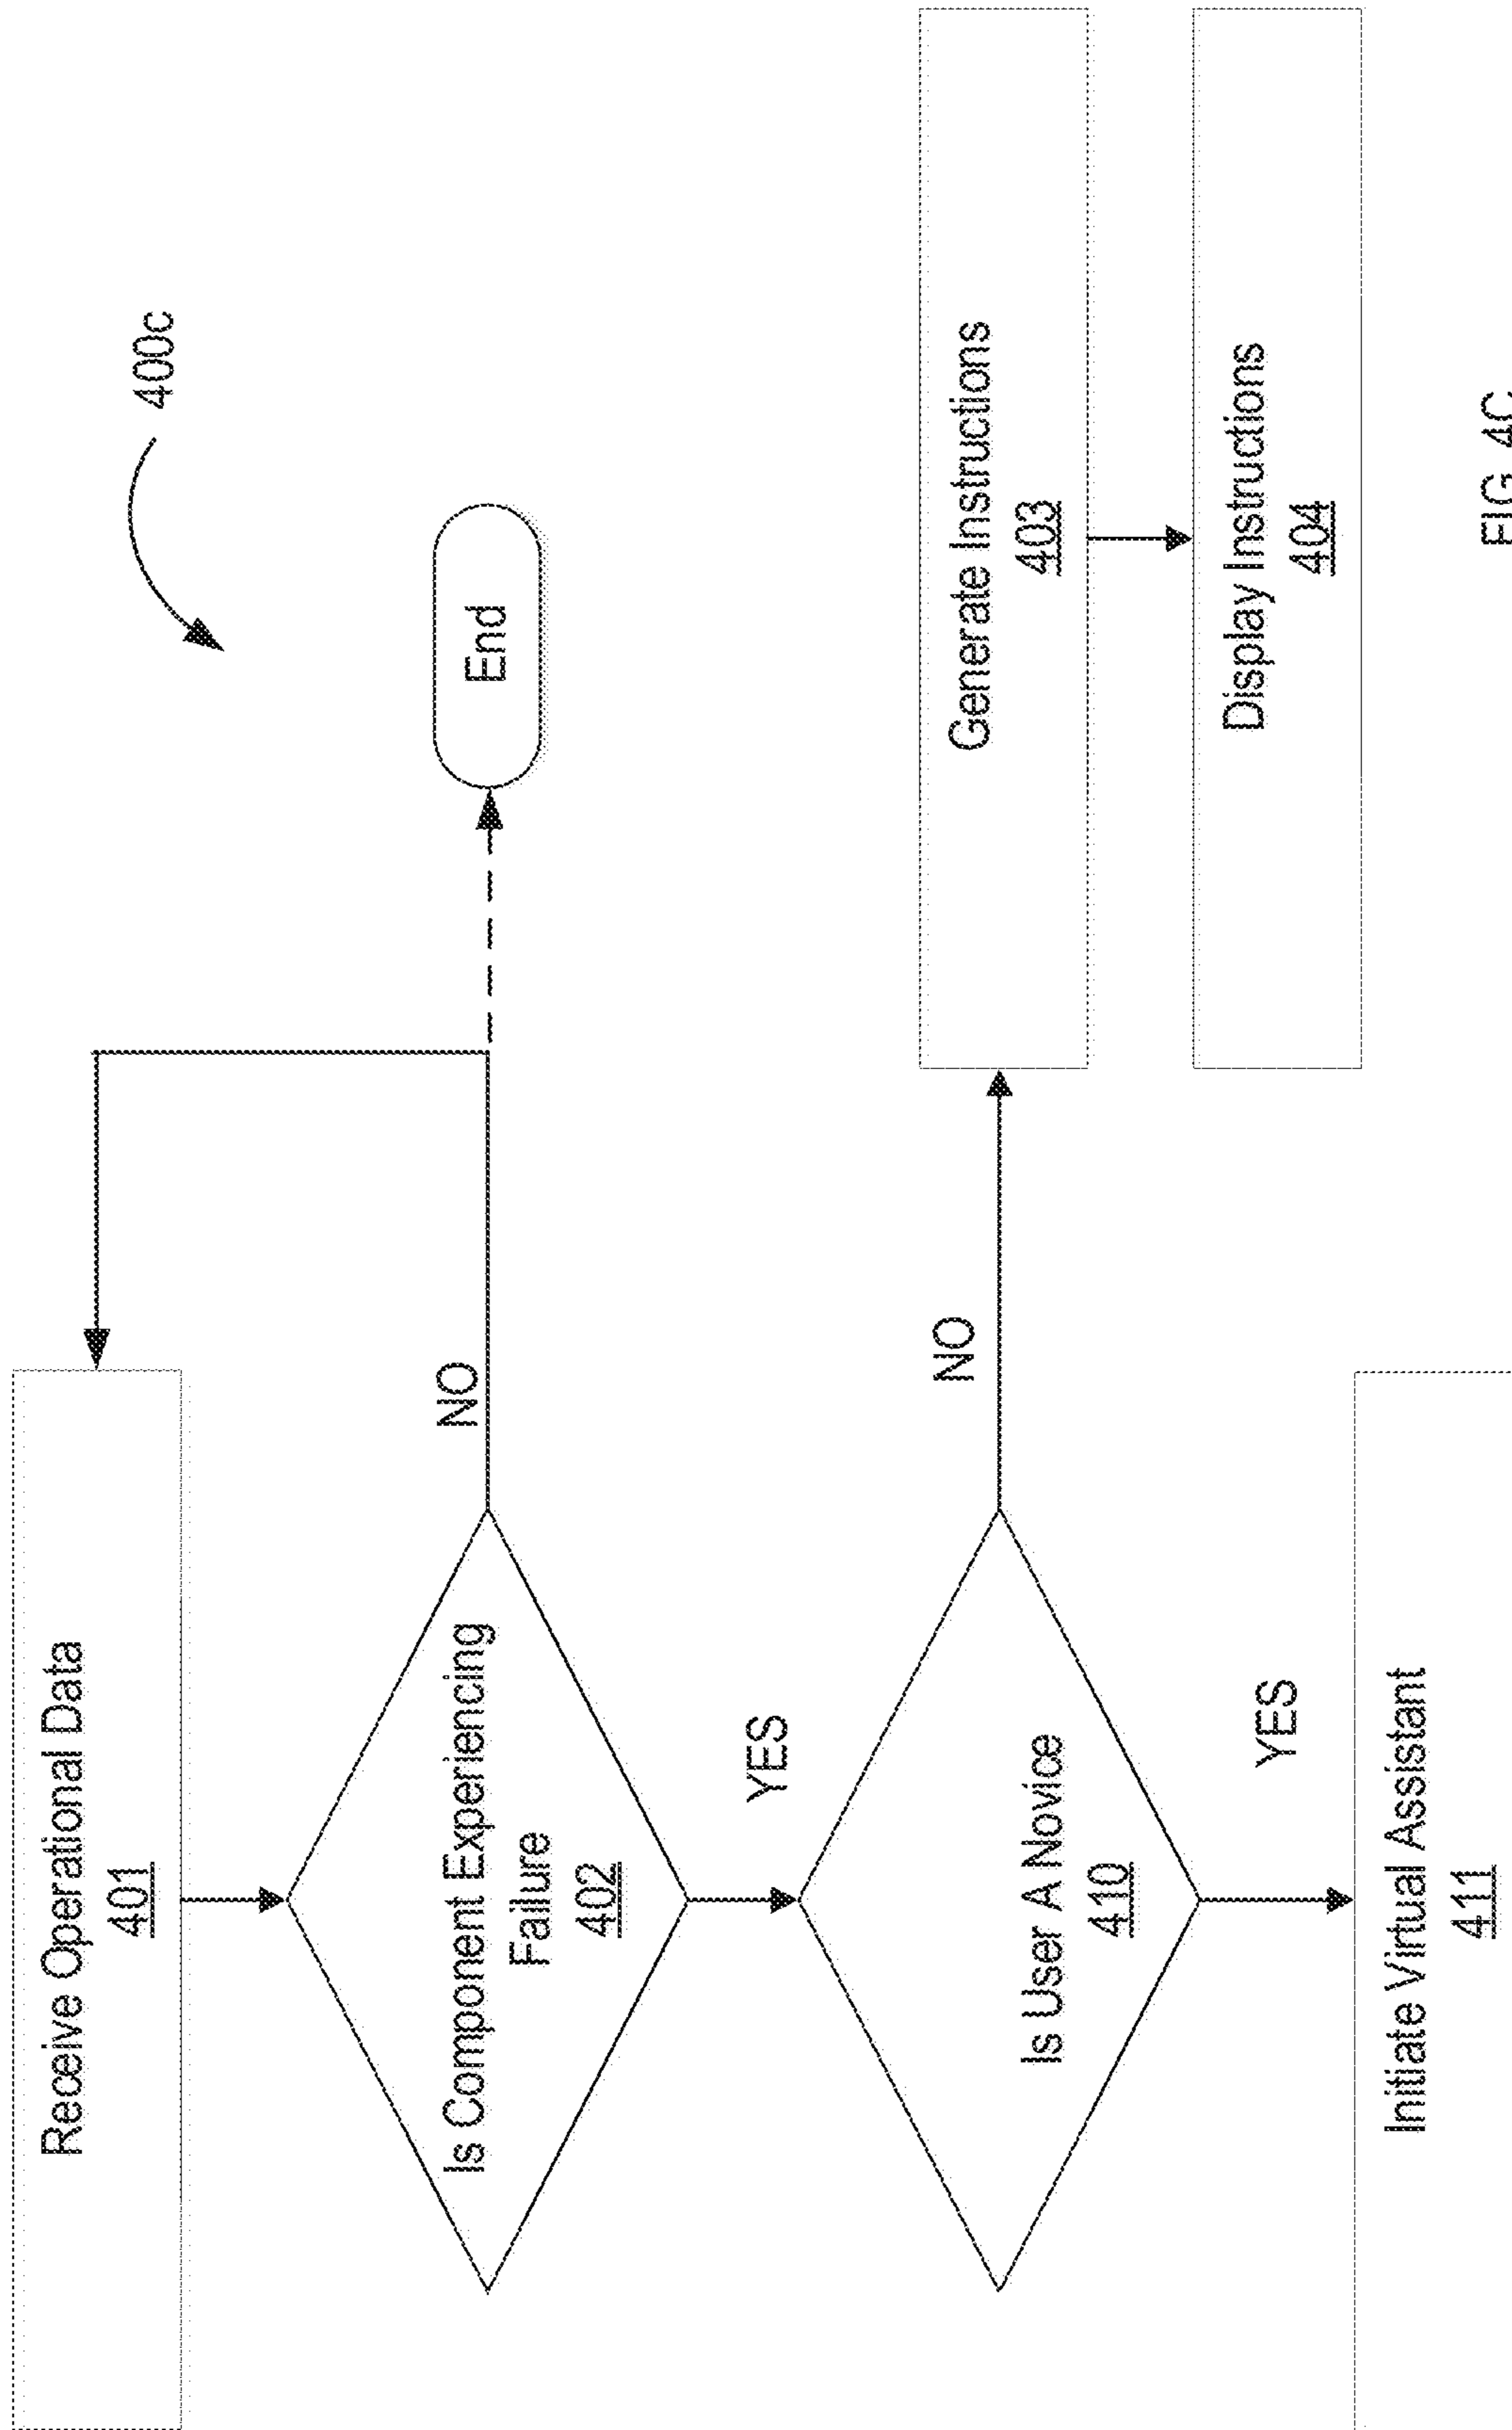 400c
Receive Operational Data
401
Is Component Experiencing
Failure
402
NO
End
YES
Is User A Novice
410
NO
Generate Instructions
403
Display Instructions
404
YES
Initiate Virtual Assistant
411
FIG. 4C